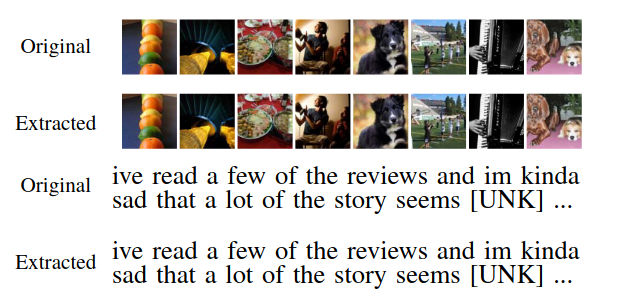 Original
Extracted
Original
ive read a few of the reviews and im kinda
sad that a lot of the story seems [UNK] ...
Extracted
ive read a few of the reviews and im kinda
sad that a lot of the story seems [UNK] ...